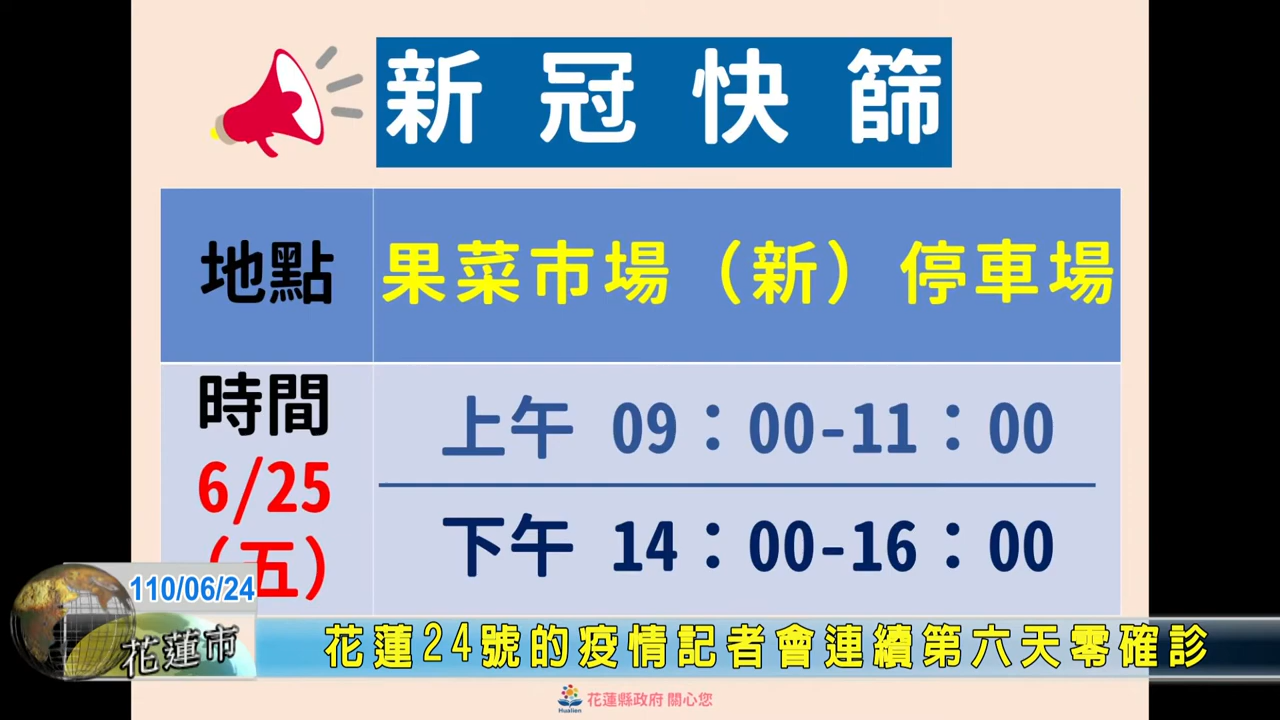 新冠快篩
地點
果菜市場（新）停車場
時間
6/25
（五）
上午 09：00-11：00
下午 14：00-16：00
110/06/24
花蓮市
花蓮24號的疫情記者會連續第六天零確診
Hualien
花蓮縣政府 關心您